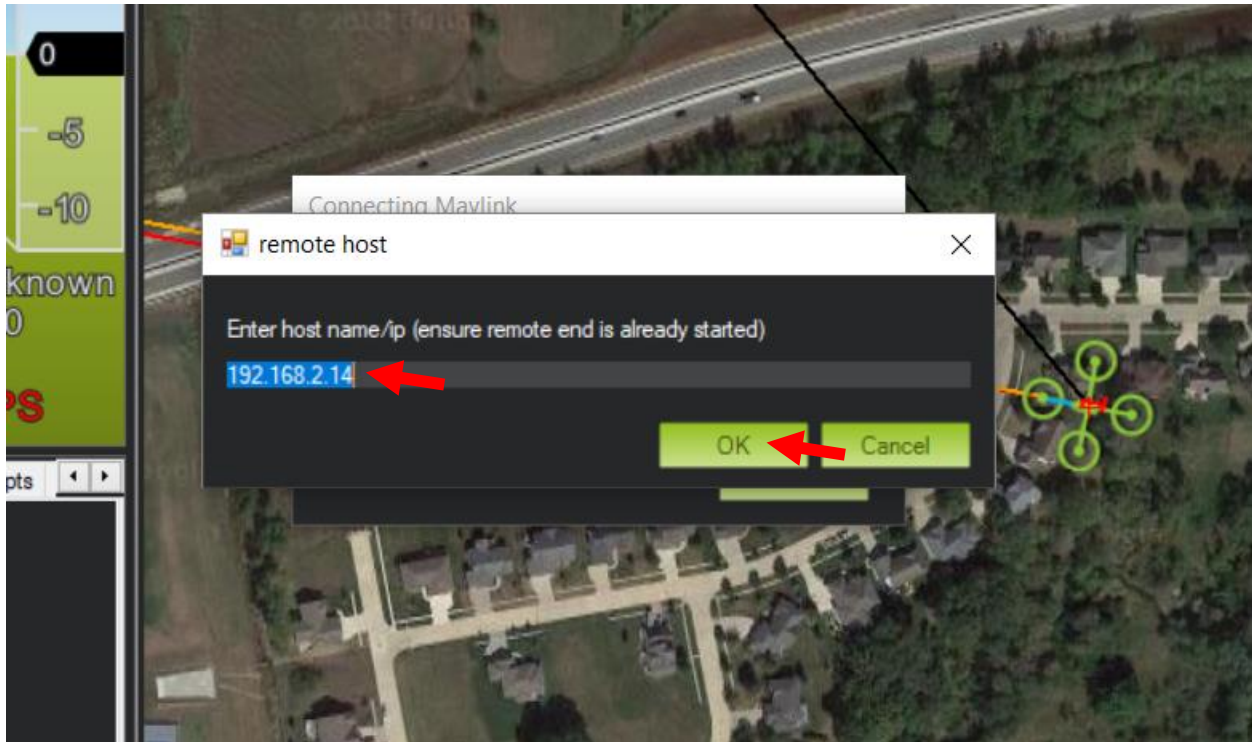 0
-5
-10
known
0
PS
pts
Connecting Mavlink
remote host
Enter host name/ip (ensure remote end is already started)
192.168.2.14
OK
Cancel